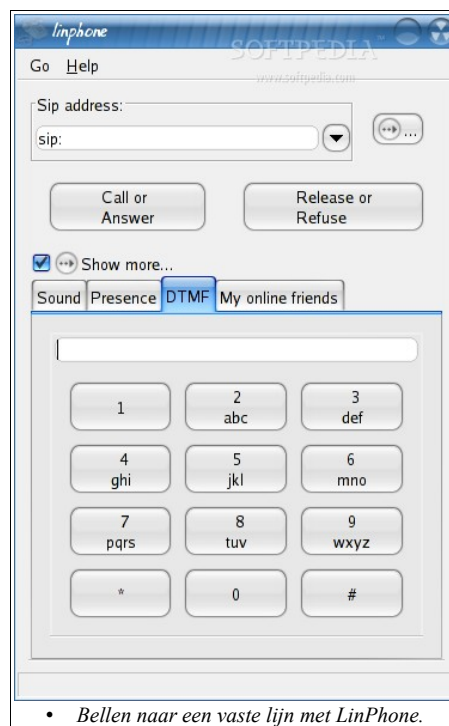 linphone
SOFTPEDIA
www.softpedia.com
Go Help
Sip address:
sip:
...
Call or
Answer
Release or
Refuse
Show more...
Sound Presence DTMF My online friends
1
2
abc
3
def
4
ghi
5
jkl
6
mno
7
pqrs
8
tuv
9
wxyz
*
0
#
• Bellen naar een vaste lijn met LinPhone.